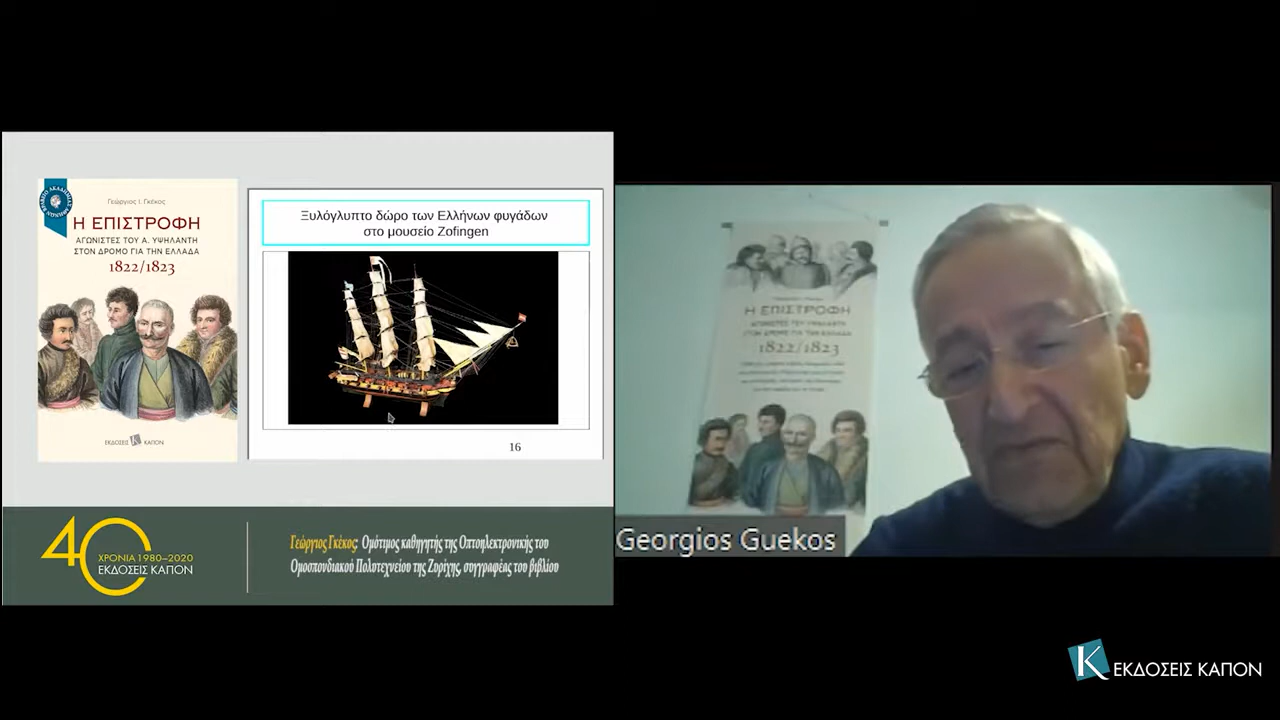 Γεώργιος Ι. Γκέκος
Η ΕΠΙΣΤΡΟΦΗ
ΑΓΩΝΙΣΤΕΣ ΤΟΥ Α. ΥΨΗΛΑΝΤΗ
ΣΤΟΝ ΔΡΟΜΟ ΓΙΑ ΤΗΝ ΕΛΛΑΔΑ
1822/1823
ΕΚΔΟΣΕΙΣ Κ ΚΑΠΟΝ
Ξυλόγλυπτο δώρο των Ελλήνων φυγάδων
στο μουσείο Zofingen
16
40
ΧΡΟΝΙΑ 1980–2020
ΕΚΔΟΣΕΙΣ ΚΑΠΟΝ
Γεώργιος Γκέκος: Ομότιμος καθηγητής της Οπτοηλεκτρονικής του
Ομοσπονδιακού Πολυτεχνείου της Ζυρίχης, συγγραφέας του βιβλίου
Η ΕΠΙΣΤΡΟΦΗ
ΑΓΩΝΙΣΤΕΣ ΤΟΥ ΥΨΗΛΑΝΤΗ
ΣΤΟΝ ΔΡΟΜΟ ΓΙΑ ΤΗΝ ΕΛΛΑΔΑ
1822/1823
Georgios Guekos
Κ ΕΚΔΟΣΕΙΣ ΚΑΠΟΝ